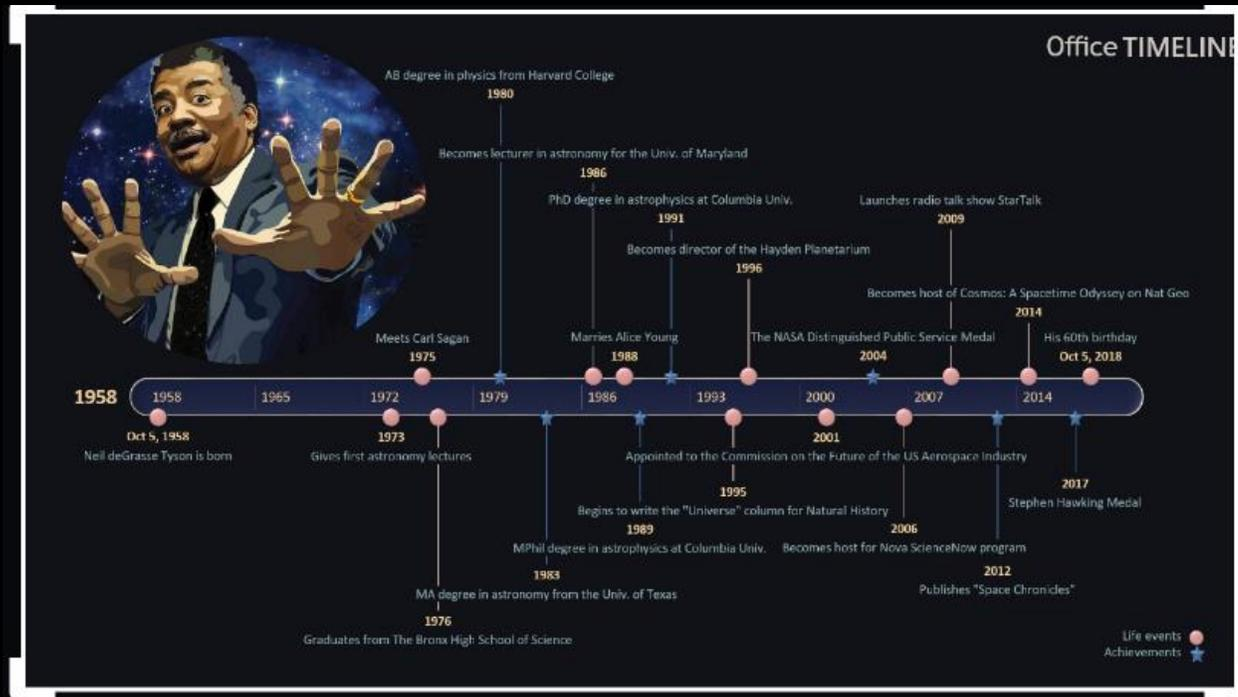 Office TIMELINE
AB degree in physics from Harvard College
1980
Becomes lecturer in astronomy for the Univ. of Maryland
1986
PhD degree in astrophysics at Columbia Univ.
1991
Launches radio talk show StarTalk
2009
Becomes director of the Hayden Planetarium
1996
Becomes host of Cosmos: A Spacetime Odyssey on Nat Geo
2014
Meets Carl Sagan
1975
Marries Alice Young
1988
The NASA Distinguished Public Service Medal
2004
His 60th birthday
Oct 5, 2018
1958
1958 1965 1972 1979 1986 1993 2000 2007 2014
Oct 5, 1958
Neil deGrasse Tyson is born
1973
Gives first astronomy lectures
2001
Appointed to the Commission on the Future of the US Aerospace Industry
1995
Begins to write the "Universe" column for Natural History
2017
Stephen Hawking Medal
1989
MPhil degree in astrophysics at Columbia Univ.
2006
Becomes host for Nova ScienceNow program
1983
MA degree in astronomy from the Univ. of Texas
2012
Publishes "Space Chronicles"
1976
Graduates from The Bronx High School of Science
Life events
Achievements